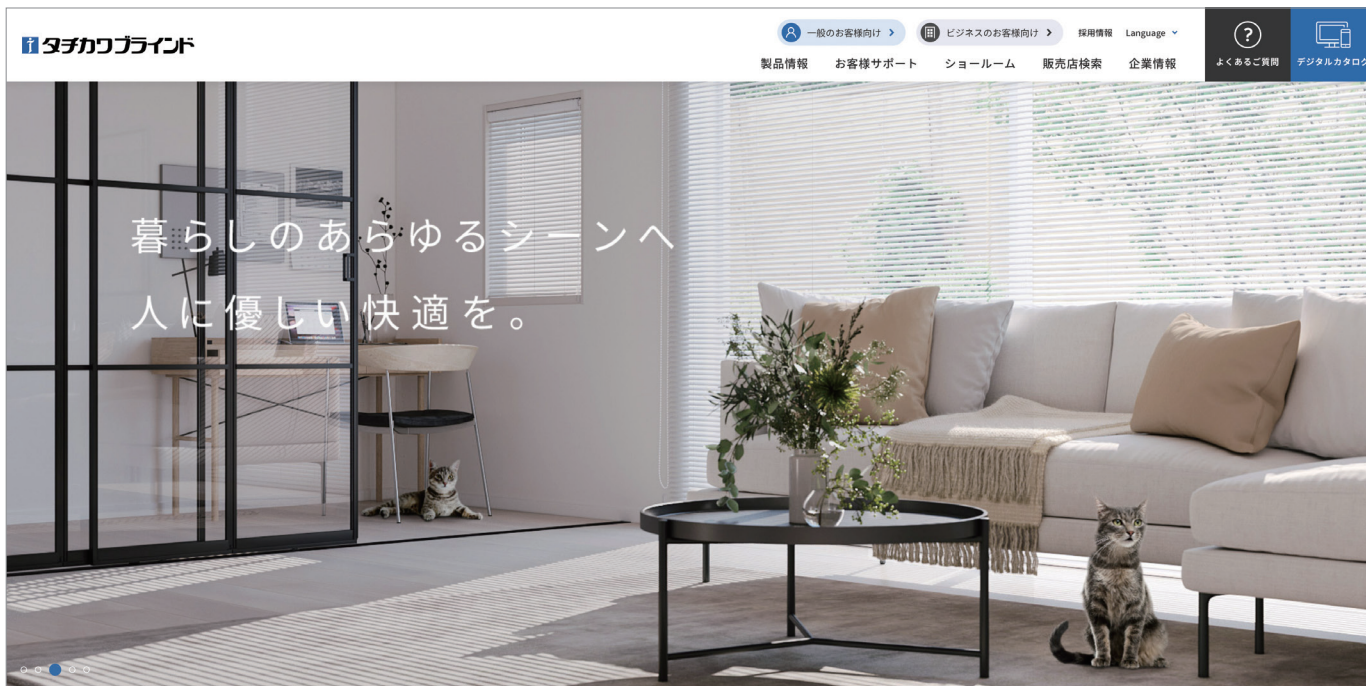 タチカワブラインド
一般のお客様向け
ビジネスのお客様向け
採用情報
Language
製品情報
お客様サポート
ショールーム
販売店検索
企業情報
?
よくあるご質問
デジタルカタログ
暮らしのあらゆるシーンへ
人に優しい快適を。